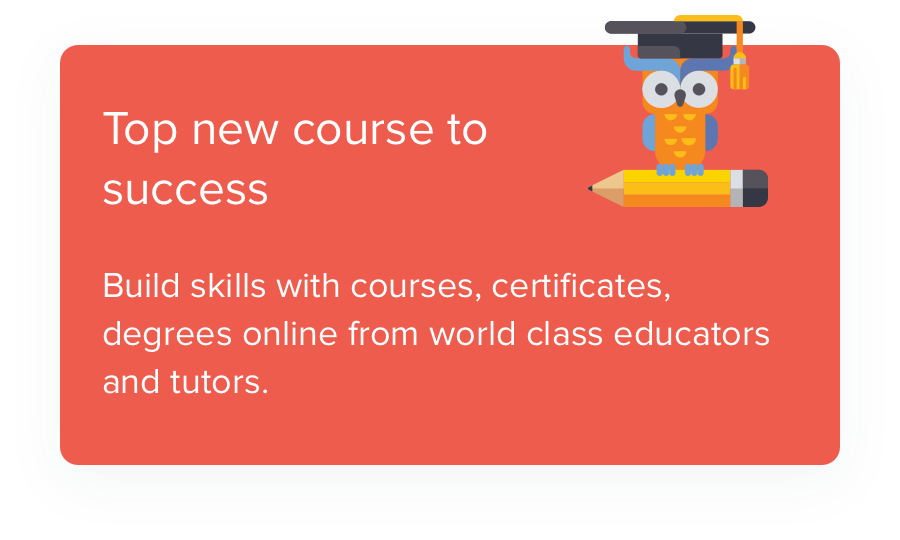 Top new course to
success
Build skills with courses, certificates,
degrees online from world class educators
and tutors.